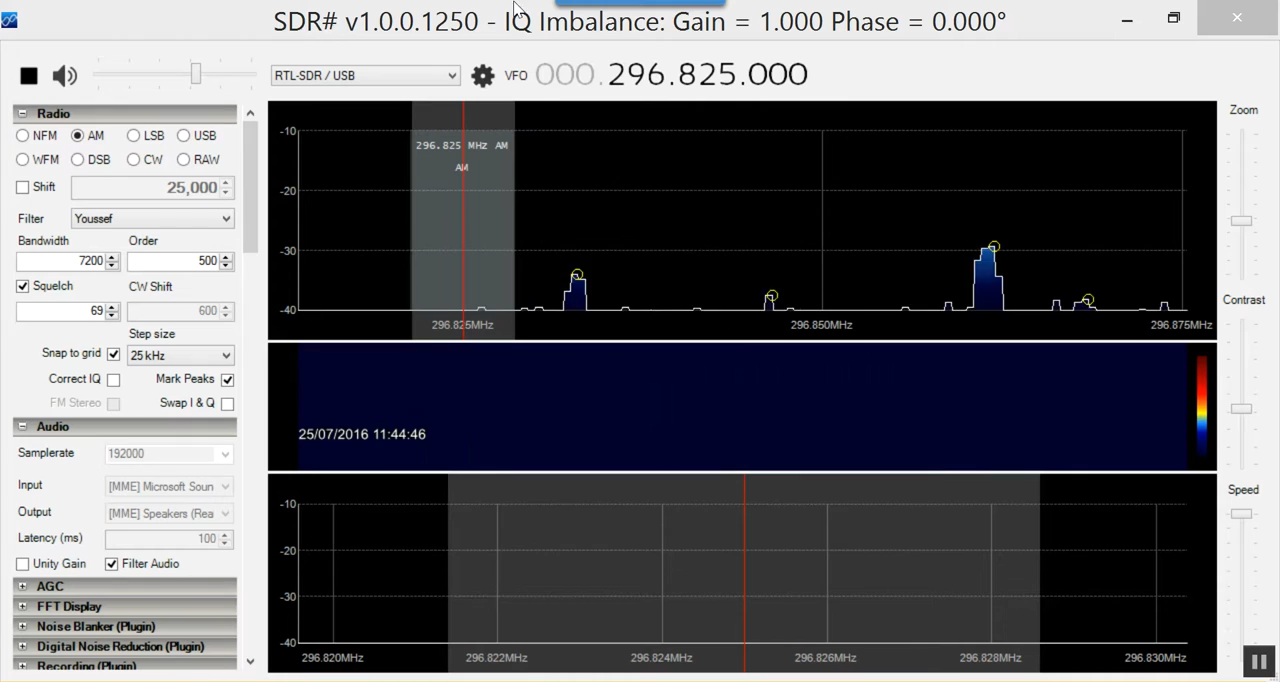 SDR# v1.0.0.1250 - IQ Imbalance: Gain = 1.000 Phase = 0.000°
RTL-SDR / USB
VFO
000.296.825.000
Radio
NFM AM LSB USB
WFM DSB CW RAW
Shift 25,000
Filter Youssef
Bandwidth Order
7200 500
Squelch CW Shift
69 600
Step size
Snap to grid 25 kHz
Correct IQ Mark Peaks
FM Stereo Swap I & Q
Audio
Samplerate 192000
Input [MME] Microsoft Soun
Output [MME] Speakers (Rea
Latency (ms) 100
Unity Gain Filter Audio
AGC
FFT Display
Noise Blanker (Plugin)
Digital Noise Reduction (Plugin)
Recording (Plugin)
-10
-20
-30
-40
296.825 MHz AM
AM
296.825MHz 296.850MHz 296.875MHz
25/07/2016 11:44:46
-10
-20
-30
-40
296.820MHz 296.822MHz 296.824MHz 296.826MHz 296.828MHz 296.830MHz
Zoom
Contrast
Speed